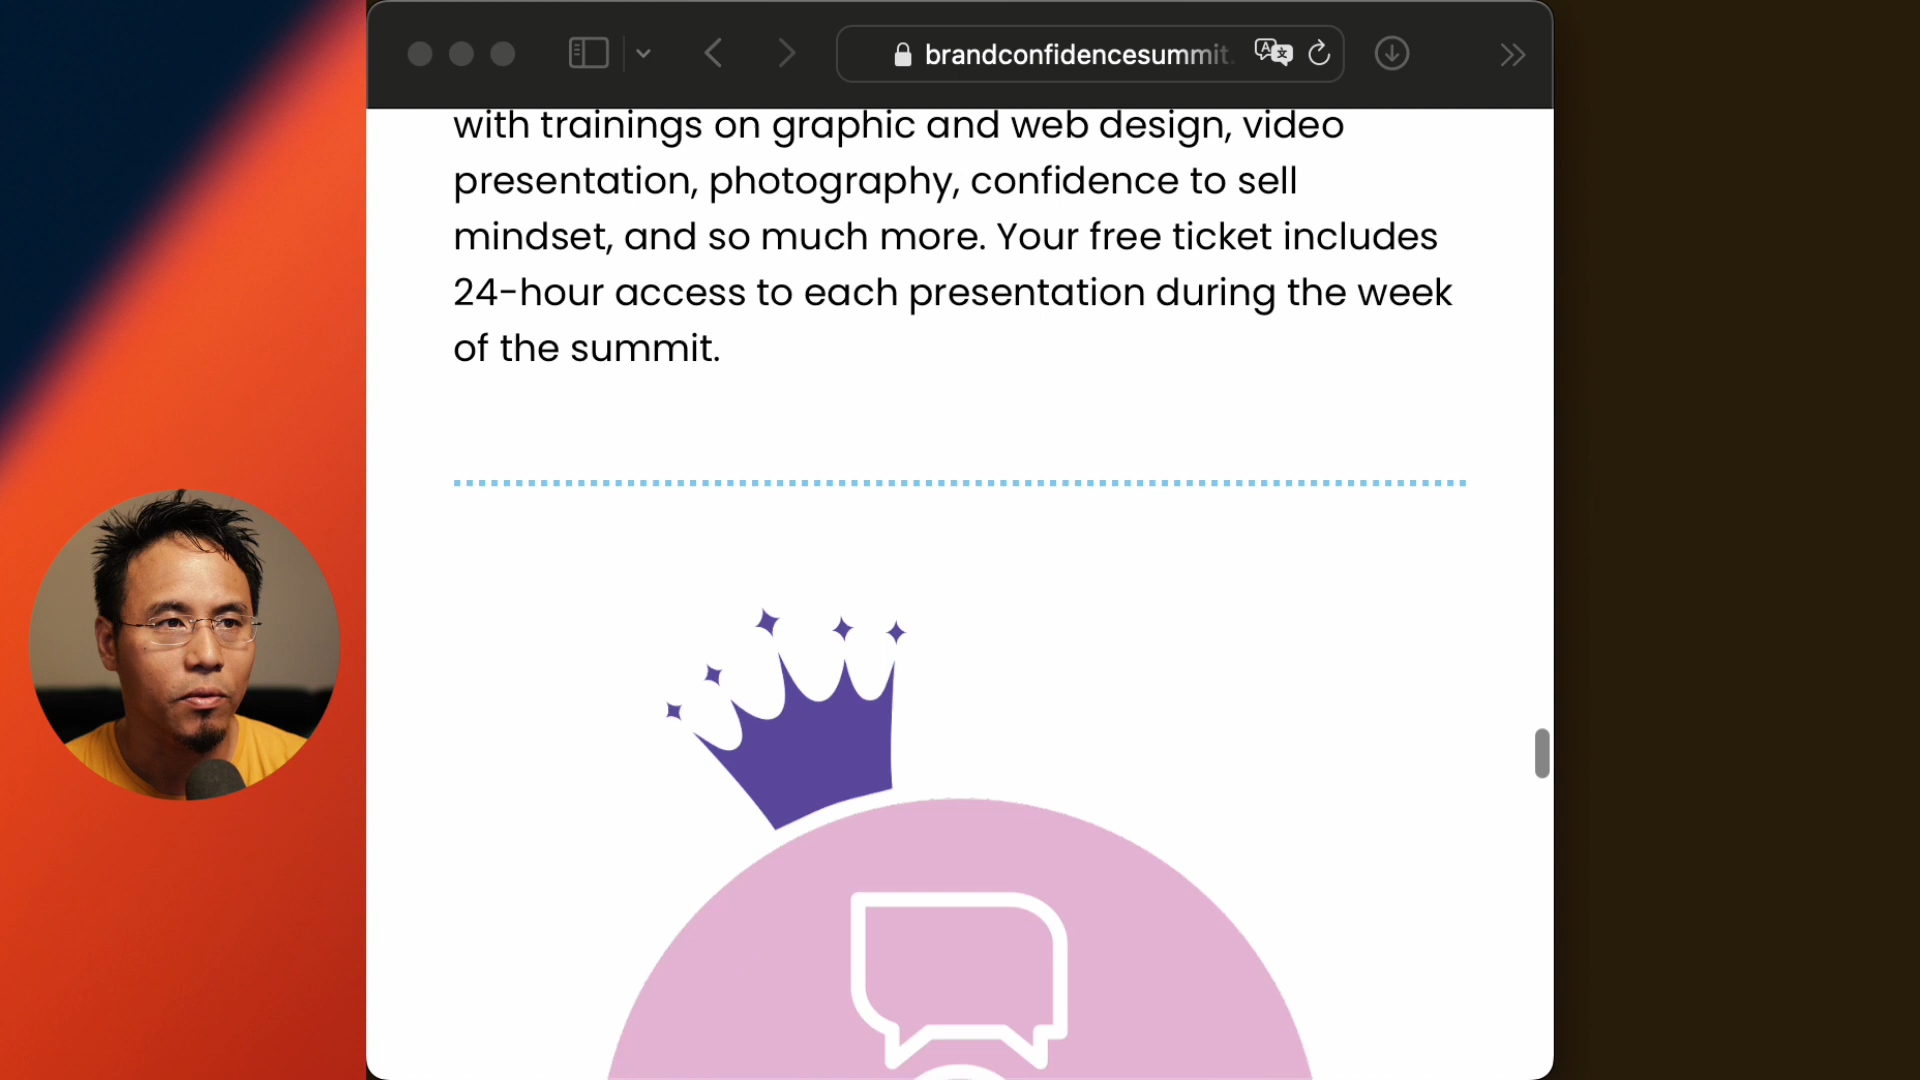 brandconfidencesummit.
with trainings on graphic and web design, video
presentation, photography, confidence to sell
mindset, and so much more. Your free ticket includes
24-hour access to each presentation during the week
of the summit.